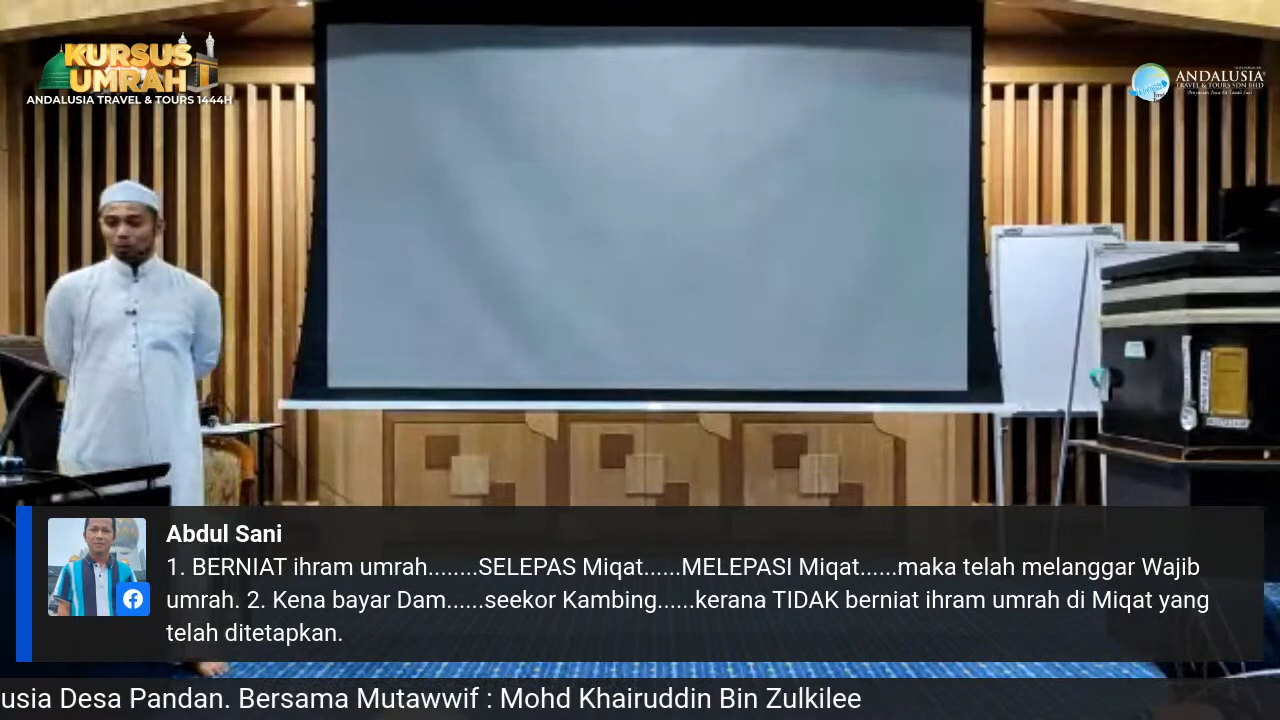 KURSUS
UMRAH
ANDALUSIA TRAVEL & TOURS 1444H
ANDALUSIA
TRAVEL & TOURS SDN BHD
Abdul Sani
1. BERNIAT ihram umrah........SELEPAS Miqat......MELEPASI Miqat......maka telah melanggar Wajib
umrah. 2. Kena bayar Dam......seekor Kambing......kerana TIDAK berniat ihram umrah di Miqat yang
telah ditetapkan.
usia Desa Pandan. Bersama Mutawwif : Mohd Khairuddin Bin Zulkilee